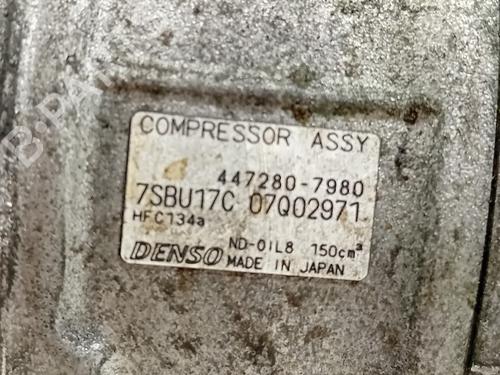 COMPRESSOR ASSY
447280-7980
7SBU17C 07Q02971
HFC134a
DENSO ND-OIL8 150cm³
MADE IN JAPAN